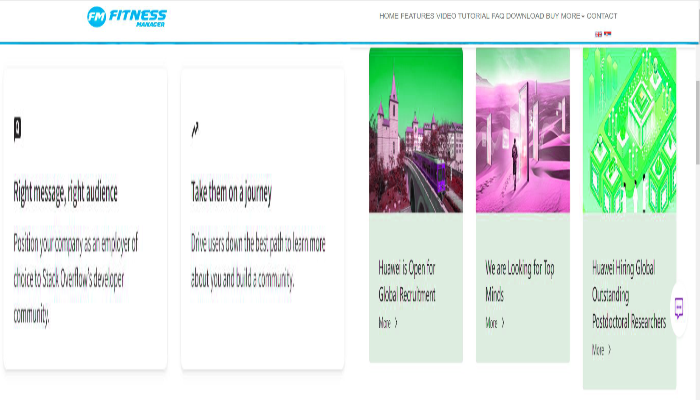 FM FITNESS
MANAGER
HOME FEATURES VIDEO TUTORIAL FAQ DOWNLOAD BUY MORE CONTACT
Right message, right audience
Position your company as an employer of
choice to Stack Overflow's developer
community.
Take them on a journey
Drive users down the best path to learn more
about you and build a community.
Huawei is Open for
Global Recruitment
More >
We are Looking for Top
Minds
More >
Huawei Hiring Global
Outstanding
Postdoctoral Researchers
More >